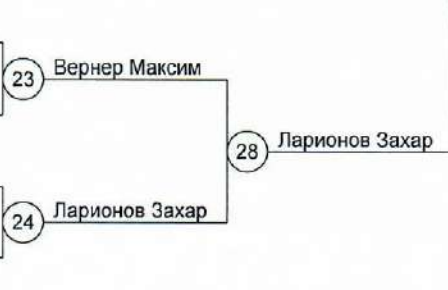 23 Вернер Максим
28 Ларионов Захар
24 Ларионов Захар